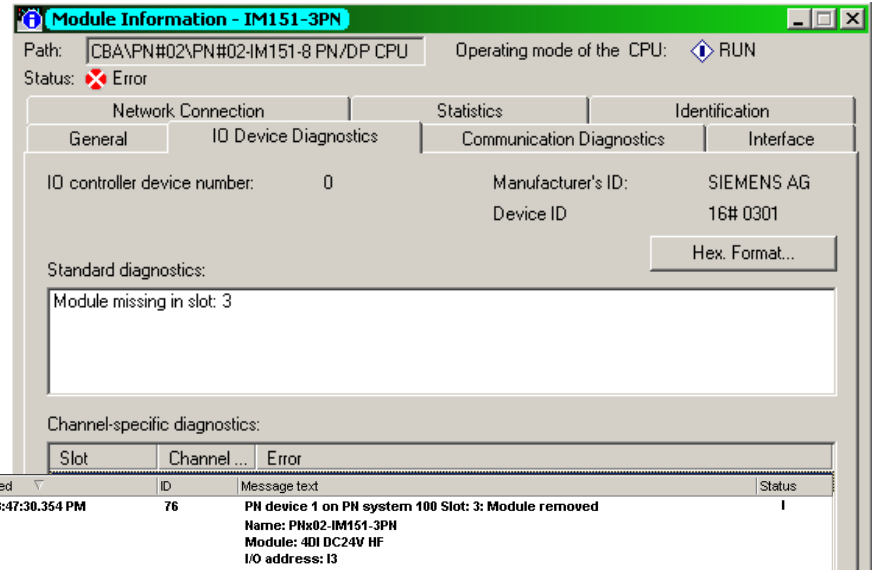 Module Information - IM151-3PN
Path: CBA\PN#02\PN#02-IM151-8 PN/DP CPU Operating mode of the CPU: RUN
Status: Error
Network Connection Statistics Identification
General IO Device Diagnostics Communication Diagnostics Interface
IO controller device number: 0 Manufacturer's ID: SIEMENS AG
Device ID 16# 0301
Hex. Format...
Standard diagnostics:
Module missing in slot: 3
Channel-specific diagnostics:
Slot Channel ... Error
ed ID Message text Status
:47:30.354 PM 76 PN device 1 on PN system 100 Slot: 3: Module removed I
Name: PNx02-IM151-3PN
Module: 4DI DC24V HF
I/O address: I3